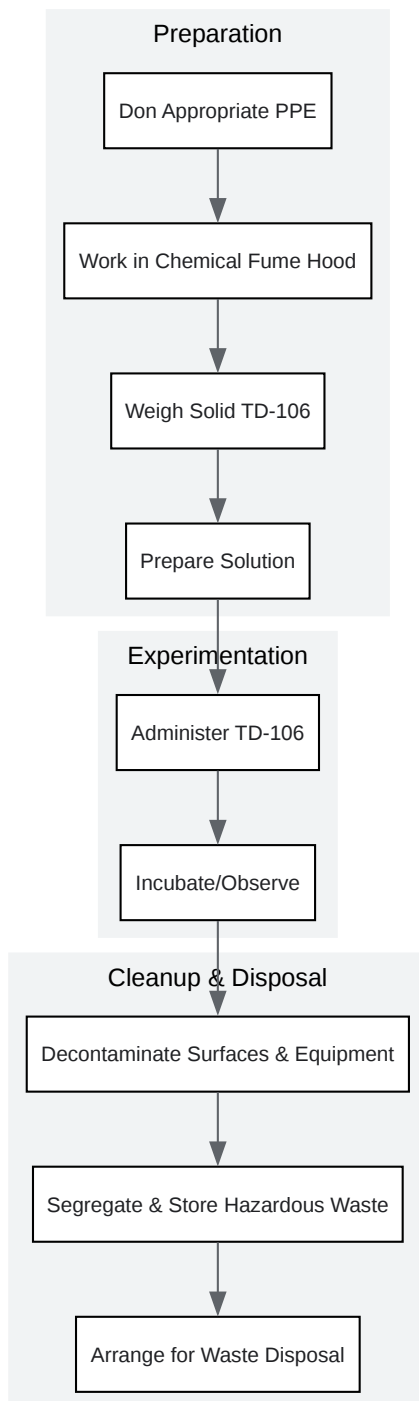 Preparation
Don Appropriate PPE
Work in Chemical Fume Hood
Weigh Solid TD-106
Prepare Solution
Experimentation
Administer TD-106
Incubate/Observe
Cleanup & Disposal
Decontaminate Surfaces & Equipment
Segregate & Store Hazardous Waste
Arrange for Waste Disposal